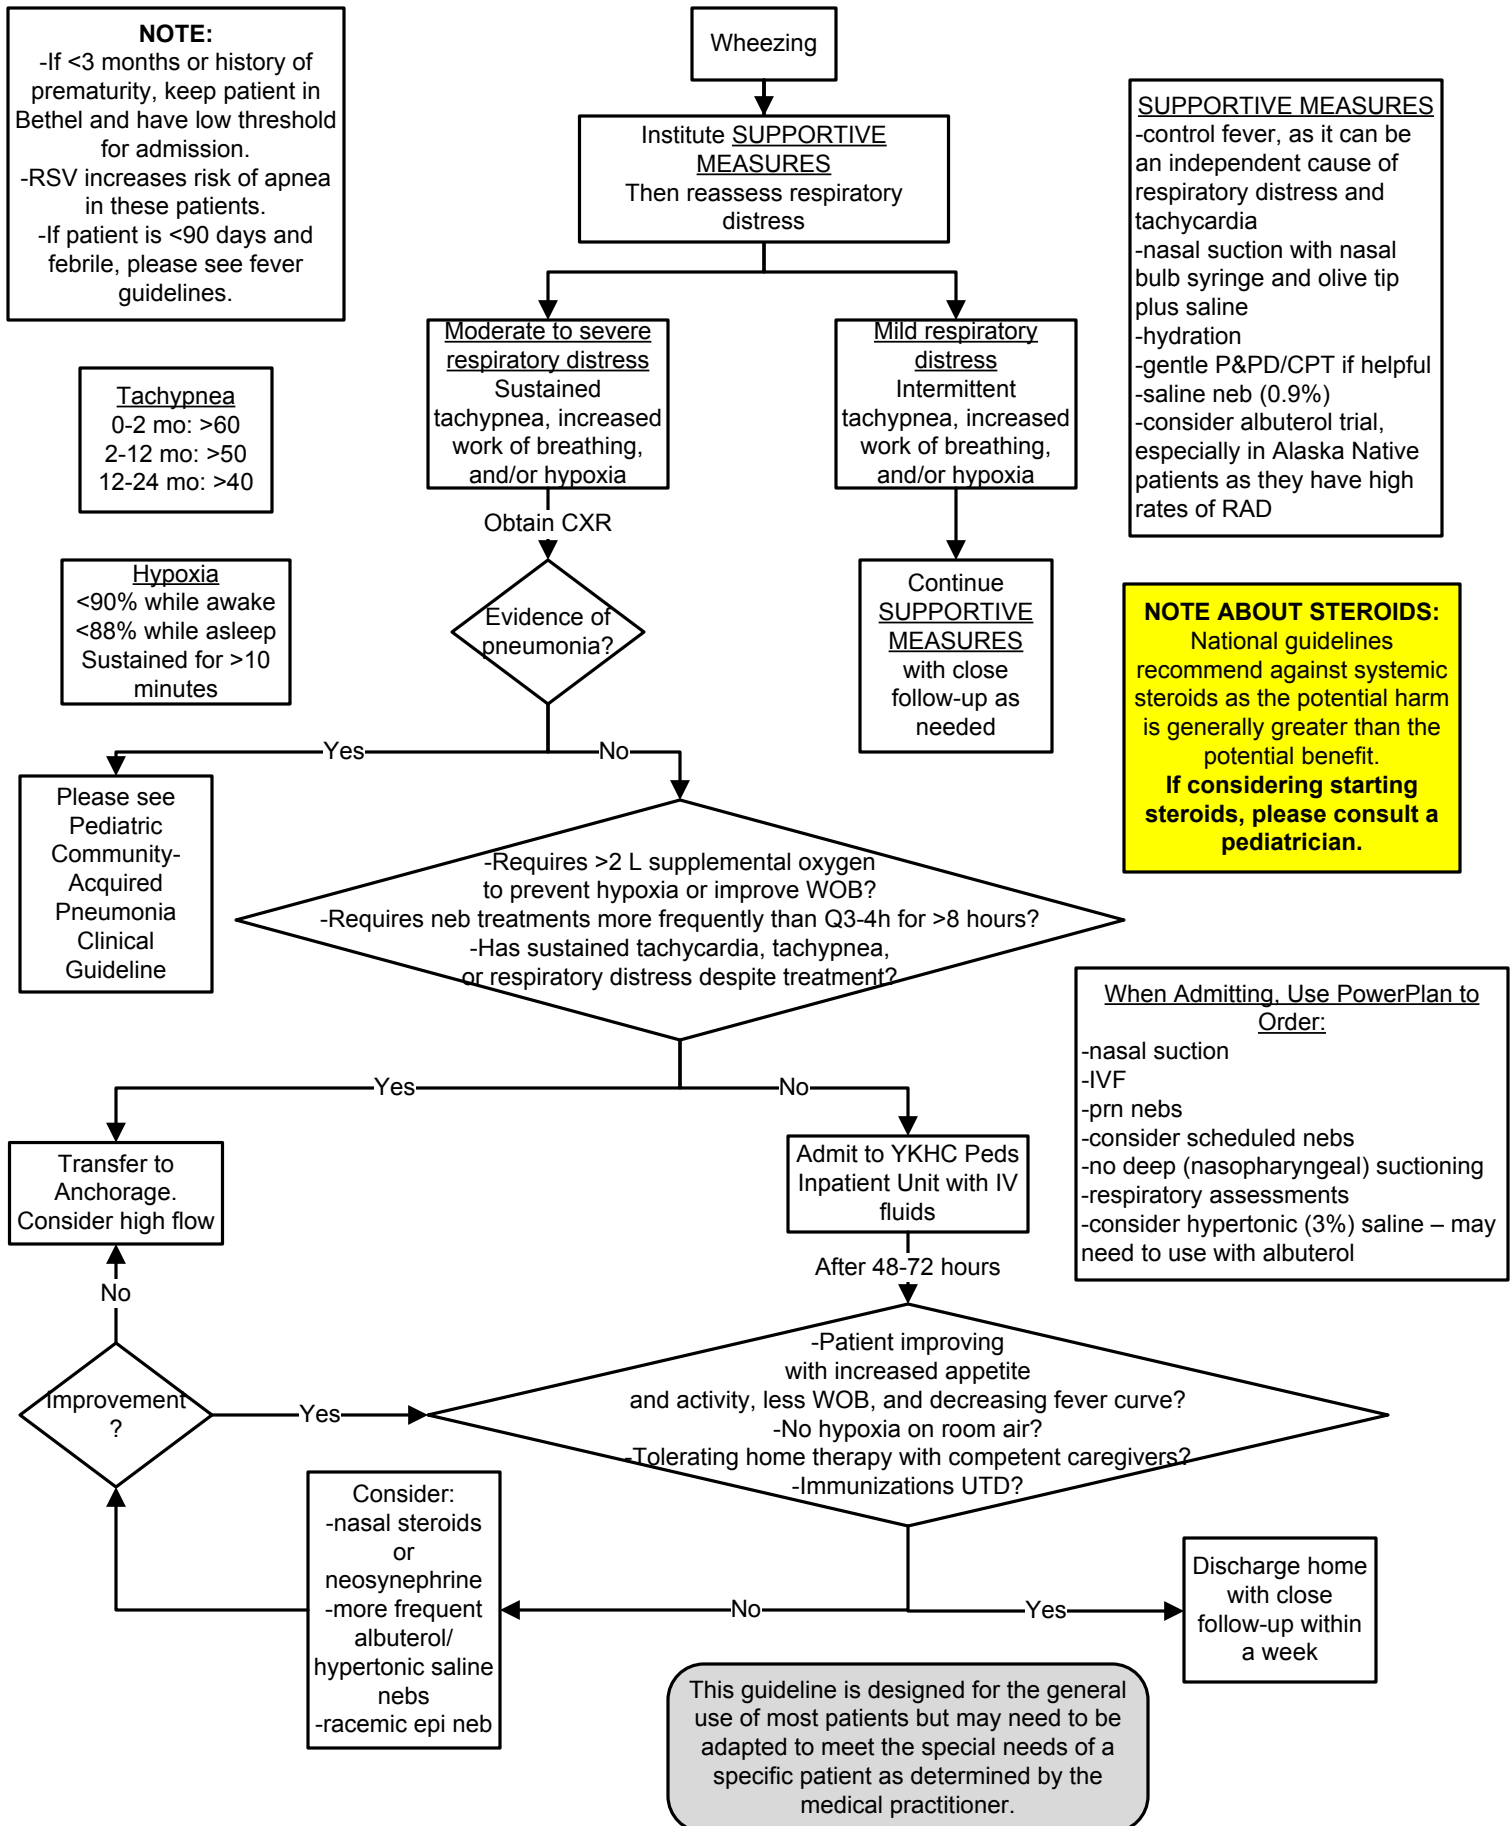 NOTE:
-If <3 months or history of
prematurity, keep patient in
Bethel and have low threshold
for admission.
-RSV increases risk of apnea
in these patients.
-If patient is <90 days and
febrile, please see fever
guidelines.
Wheezing
Institute SUPPORTIVE
MEASURES
Then reassess respiratory
distress
SUPPORTIVE MEASURES
-control fever, as it can be
an independent cause of
respiratory distress and
tachycardia
-nasal suction with nasal
bulb syringe and olive tip
plus saline
-hydration
-gentle P&PD/CPT if helpful
-saline neb (0.9%)
-consider albuterol trial,
especially in Alaska Native
patients as they have high
rates of RAD
Tachypnea
0-2 mo: >60
2-12 mo: >50
12-24 mo: >40
Moderate to severe
respiratory distress
Sustained
tachypnea, increased
work of breathing,
and/or hypoxia
Mild respiratory
distress
Intermittent
tachypnea, increased
work of breathing,
and/or hypoxia
Obtain CXR
Hypoxia
<90% while awake
<88% while asleep
Sustained for >10
minutes
Evidence of
pneumonia?
Continue
SUPPORTIVE
MEASURES
with close
follow-up as
needed
NOTE ABOUT STEROIDS:
National guidelines
recommend against systemic
steroids as the potential harm
is generally greater than the
potential benefit.
If considering starting
steroids, please consult a
pediatrician.
Yes
No
Please see
Pediatric
Community-
Acquired
Pneumonia
Clinical
Guideline
-Requires >2 L supplemental oxygen
to prevent hypoxia or improve WOB?
-Requires neb treatments more frequently than Q3-4h for >8 hours?
-Has sustained tachycardia, tachypnea,
or respiratory distress despite treatment?
When Admitting, Use PowerPlan to
Order:
-nasal suction
-IVF
-prn nebs
-consider scheduled nebs
-no deep (nasopharyngeal) suctioning
-respiratory assessments
-consider hypertonic (3%) saline – may
need to use with albuterol
Yes
No
Transfer to
Anchorage.
Consider high flow
Admit to YKHC Peds
Inpatient Unit with IV
fluids
After 48-72 hours
No
Improvement
?
Yes
-Patient improving
with increased appetite
and activity, less WOB, and decreasing fever curve?
-No hypoxia on room air?
-Tolerating home therapy with competent caregivers?
-Immunizations UTD?
Consider:
-nasal steroids
or
neosynephrine
-more frequent
albuterol/
hypertonic saline
nebs
-racemic epi neb
No
Yes
Discharge home
with close
follow-up within
a week
This guideline is designed for the general
use of most patients but may need to be
adapted to meet the special needs of a
specific patient as determined by the
medical practitioner.